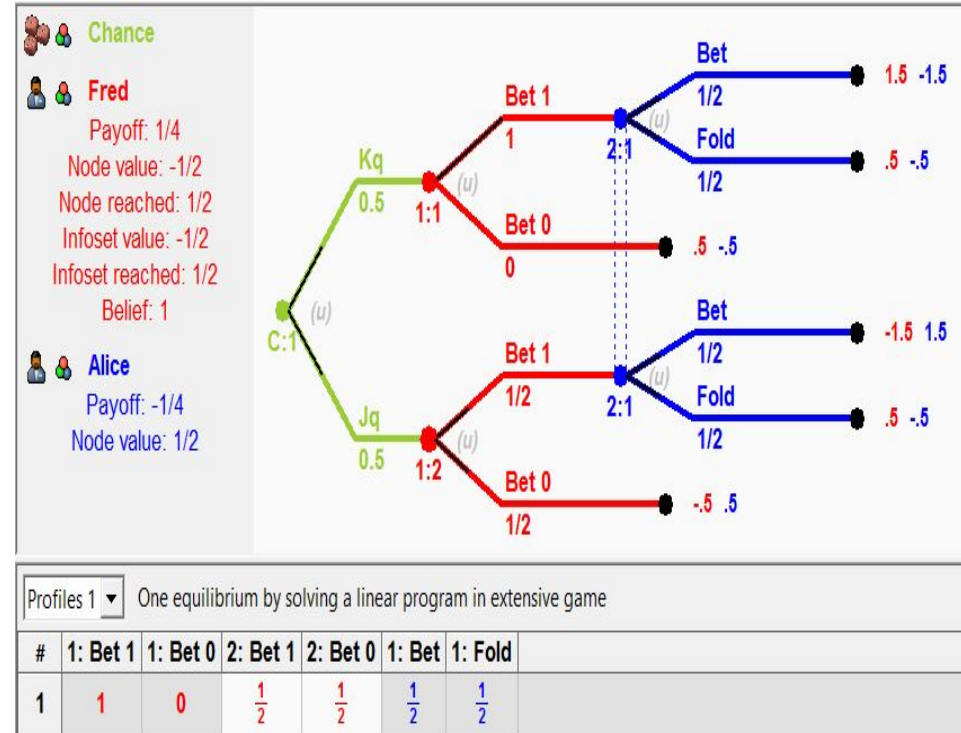 Chance
Fred
Payoff: 1/4
Node value: -1/2
Node reached: 1/2
Infoset value: -1/2
Infoset reached: 1/2
Belief: 1
Alice
Payoff: -1/4
Node value: 1/2
C:1
(u)
Kq
0.5
1:1
(u)
Bet 1
1
Bet 0
0
.5 -.5
2:1
(u)
Bet
1/2
1.5 -1.5
Fold
1/2
.5 -.5
Jq
0.5
1:2
(u)
Bet 1
1/2
Bet 0
1/2
-.5 .5
2:1
(u)
Bet
1/2
-1.5 1.5
Fold
1/2
.5 -.5
Profiles 1 One equilibrium by solving a linear program in extensive game
# 1: Bet 1 1: Bet 0 2: Bet 1 2: Bet 0 1: Bet 1: Fold
1 1 0 1/2 1/2 1/2 1/2